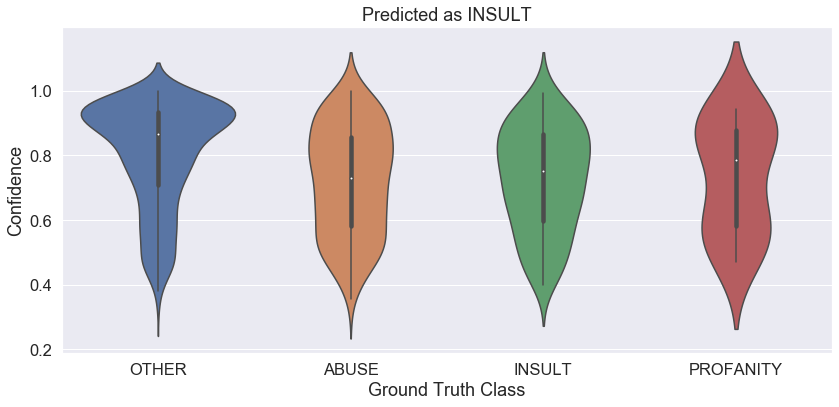 Predicted as INSULT
1.0
0.8
0.6
0.4
0.2
Confidence
OTHER ABUSE INSULT PROFANITY
Ground Truth Class